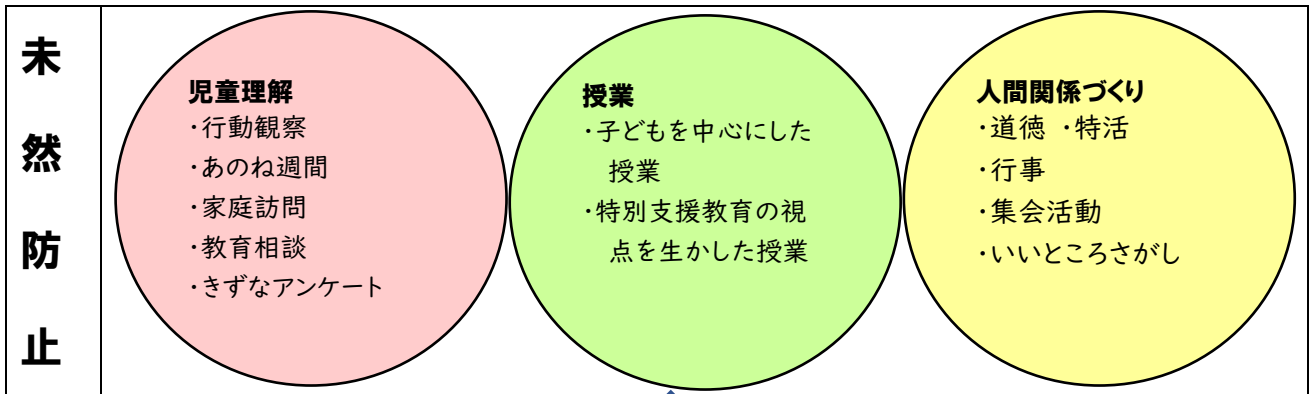 未
然
防
止
児童理解
・行動観察
・あのね週間
・家庭訪問
・教育相談
・きずなアンケート
授業
・子どもを中心にした
授業
・特別支援教育の視
点を生かした授業
人間関係づくり
・道徳 ・特活
・行事
・集会活動
・いいところさがし